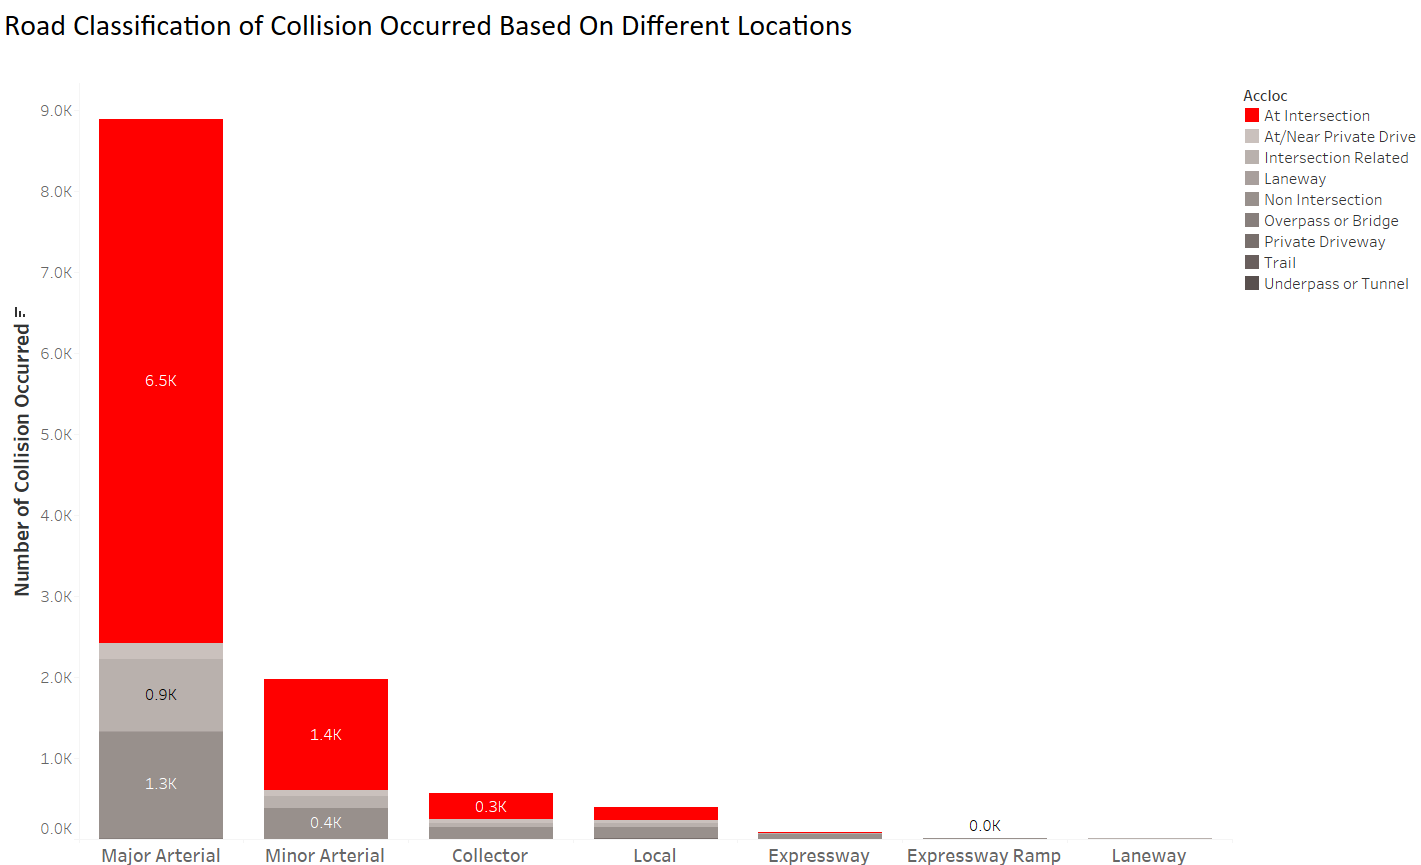 Road Classification of Collision Occurred Based On Different Locations
Accloc
At Intersection
At/Near Private Drive
Intersection Related
Laneway
Non Intersection
Overpass or Bridge
Private Driveway
Trail
Underpass or Tunnel
Number of Collision Occurred
9.0K
8.0K
7.0K
6.0K
5.0K
4.0K
3.0K
2.0K
1.0K
0.0K
6.5K
0.9K
1.3K
1.4K
0.4K
0.3K
0.0K
Major Arterial
Minor Arterial
Collector
Local
Expressway
Expressway Ramp
Laneway